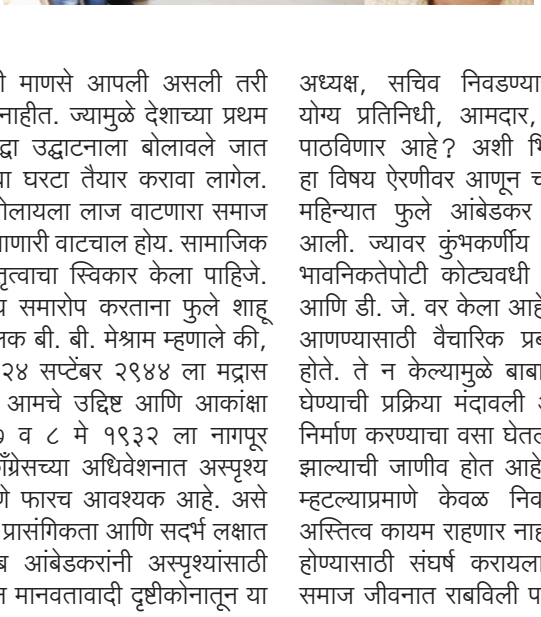 माणसे आपली असली तरी
नाहीत. ज्यामुळे देशाच्या प्रथम
उद्घाटनाला बोलावले जात
घरटा तैयार करावा लागेल.
बोलायला लाज वाटणारा समाज
वाटचाल होय. सामाजिक
स्विकार केला पाहिजे.
समारोप करताना फुले शाहू
बी. बी. मेश्राम म्हणाले की,
२४ सप्टेंबर २९४४ ला मद्रास
आमचे उद्दिष्ट आणि आकांक्षा
व ८ मे १९३२ ला नागपूर
अधिवेशनात अस्पृश्य
फारच आवश्यक आहे. असे
प्रासंगिकता आणि सदर्भ लक्षात
आंबेडकरांनी अस्पृश्यांसाठी
मानवतावादी दृष्टीकोनातून या
अध्यक्ष, सचिव निवडण्या
योग्य प्रतिनिधी, आमदार,
पाठविणार आहे? अशी
हा विषय ऐरणीवर आणून
महिन्यात फुले आंबेडकर
आली. ज्यावर कुंभकर्णीय
भावनिकतेपोटी कोट्यवधी
आणि डी. जे. वर केला आहे
आणण्यासाठी वैचारिक
होते. ते न केल्यामुळे बाबा
घेण्याची प्रक्रिया मंदावली
निर्माण करण्याचा वसा घेतल
झाल्याची जाणीव होत आहे
म्हटल्याप्रमाणे केवळ
अस्तित्व कायम राहणार
होण्यासाठी संघर्ष करायला
समाज जीवनात राबविली